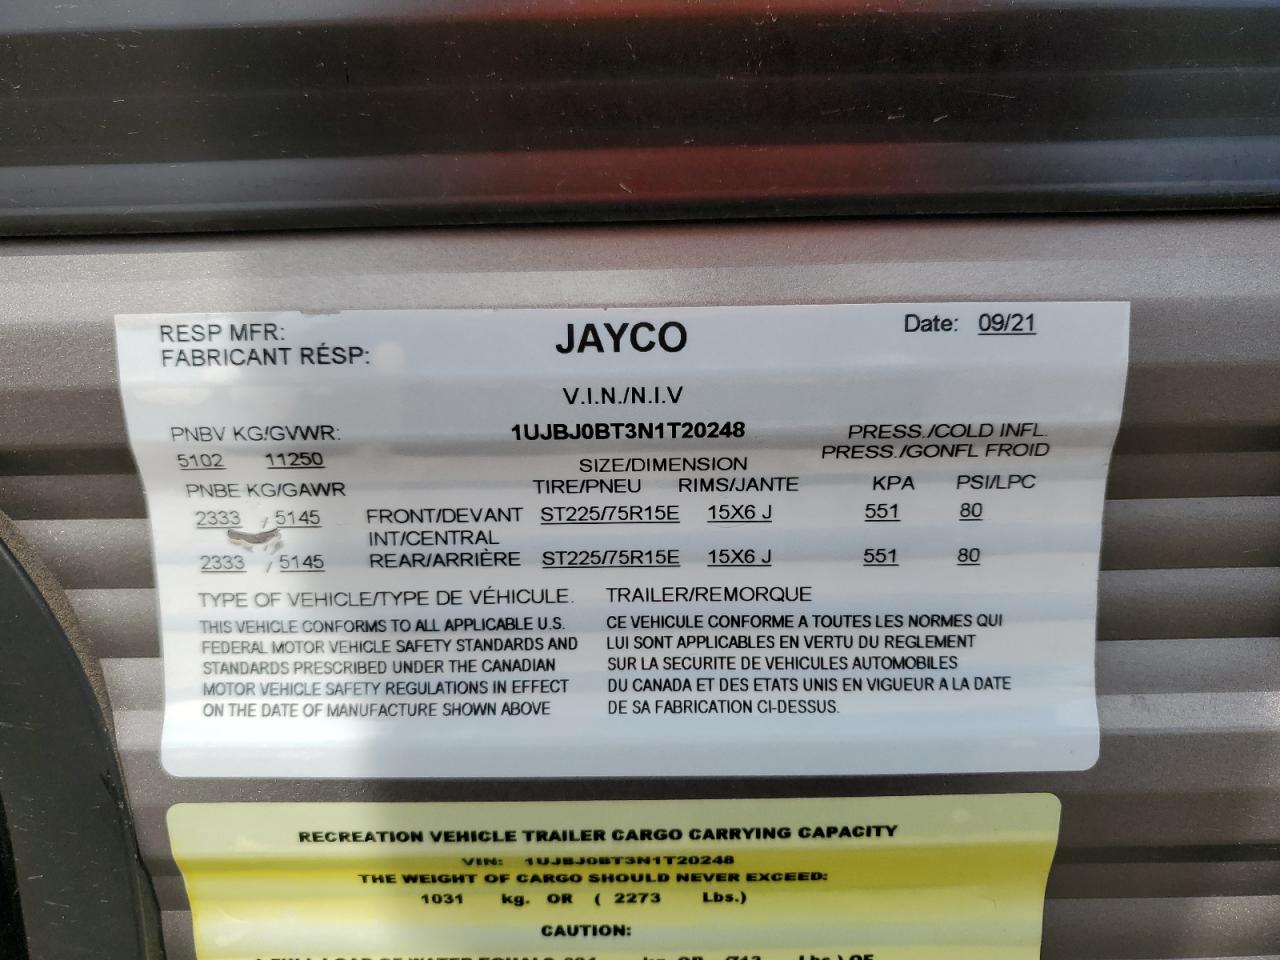 RESP MFR: JAYCO Date: 09/21
FABRICANT RÉSP:
V.I.N./N.I.V
PNBV KG/GVWR: 1UJBJ0BT3N1T20248 PRESS./COLD INFL.
5102 11250 SIZE/DIMENSION PRESS./GONFL FROID
PNBE KG/GAWR TIRE/PNEU RIMS/JANTE KPA PSI/LPC
2333 / 5145 FRONT/DEVANT ST225/75R15E 15X6 J 551 80
INT/CENTRAL
2333 / 5145 REAR/ARRIÈRE ST225/75R15E 15X6 J 551 80
TYPE OF VEHICLE/TYPE DE VÉHICULE. TRAILER/REMORQUE
THIS VEHICLE CONFORMS TO ALL APPLICABLE U.S.
FEDERAL MOTOR VEHICLE SAFETY STANDARDS AND
STANDARDS PRESCRIBED UNDER THE CANADIAN
MOTOR VEHICLE SAFETY REGULATIONS IN EFFECT
ON THE DATE OF MANUFACTURE SHOWN ABOVE
CE VEHICULE CONFORME A TOUTES LES NORMES QUI
LUI SONT APPLICABLES EN VERTU DU REGLEMENT
SUR LA SECURITE DE VEHICULES AUTOMOBILES
DU CANADA ET DES ETATS UNIS EN VIGUEUR A LA DATE
DE SA FABRICATION CI-DESSUS.
RECREATION VEHICLE TRAILER CARGO CARRYING CAPACITY
VIN: 1UJBJ0BT3N1T20248
THE WEIGHT OF CARGO SHOULD NEVER EXCEED:
1031 kg. OR ( 2273 Lbs.)
CAUTION: